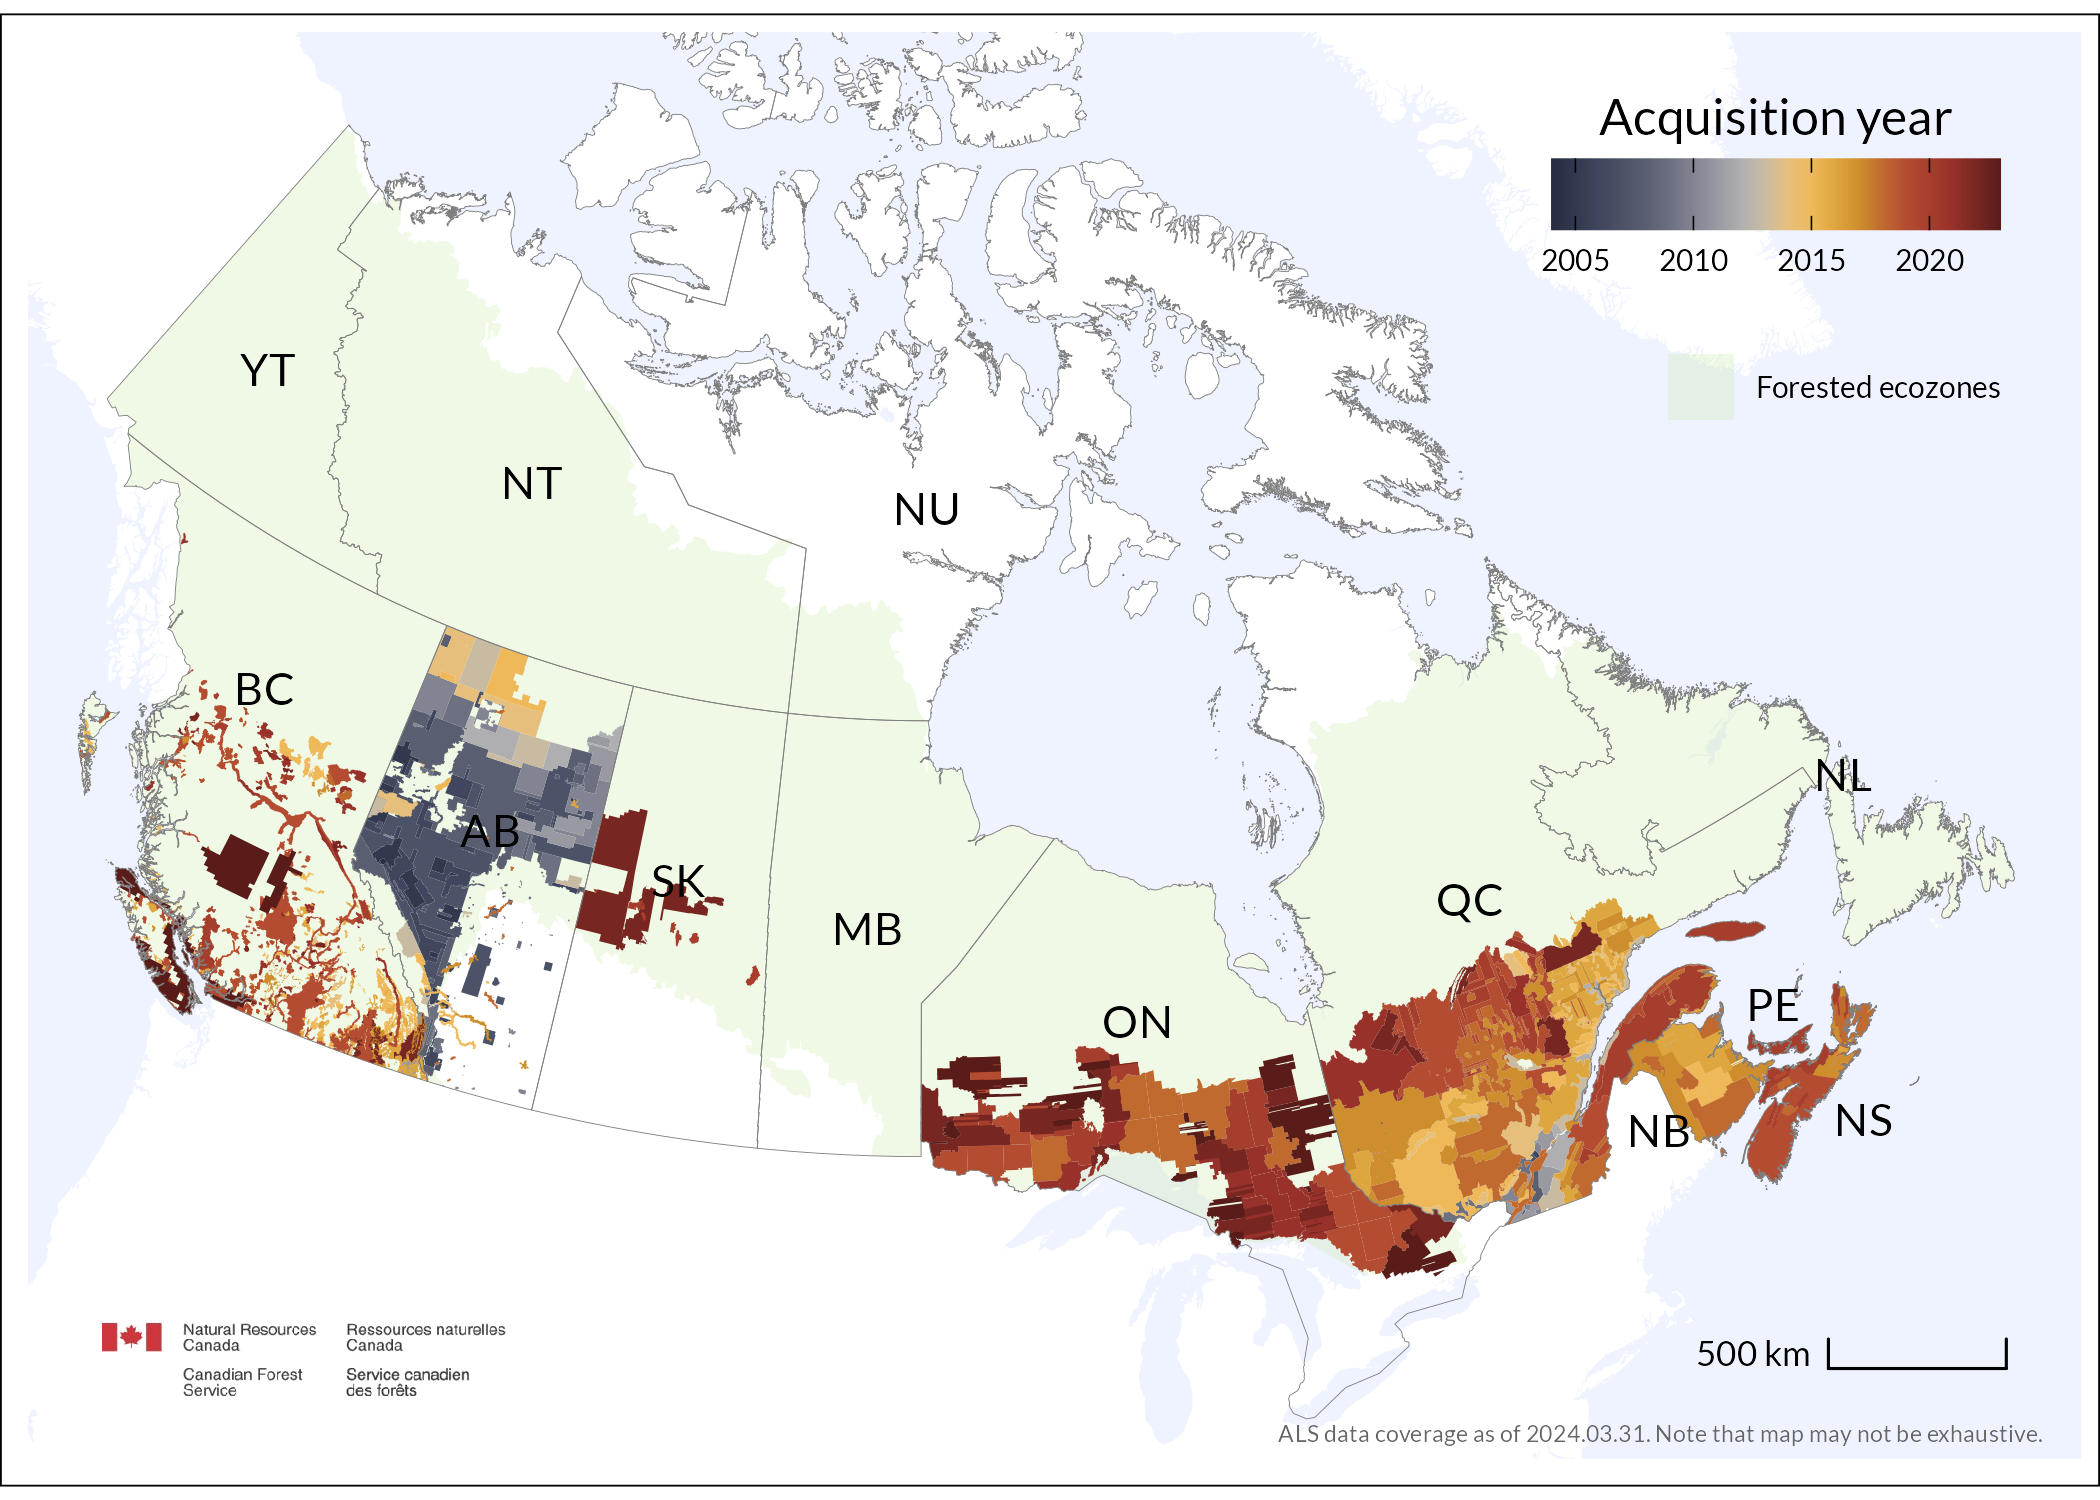 Acquisition year
2005 2010 2015 2020
Forested ecozones
YT
NT
NU
BC
AB
SK
MB
ON
QC
NL
PE
NB
NS
Natural Resources Canada
Ressources naturelles Canada
Canadian Forest Service
Service canadien des forêts
500 km
ALS data coverage as of 2024.03.31. Note that map may not be exhaustive.